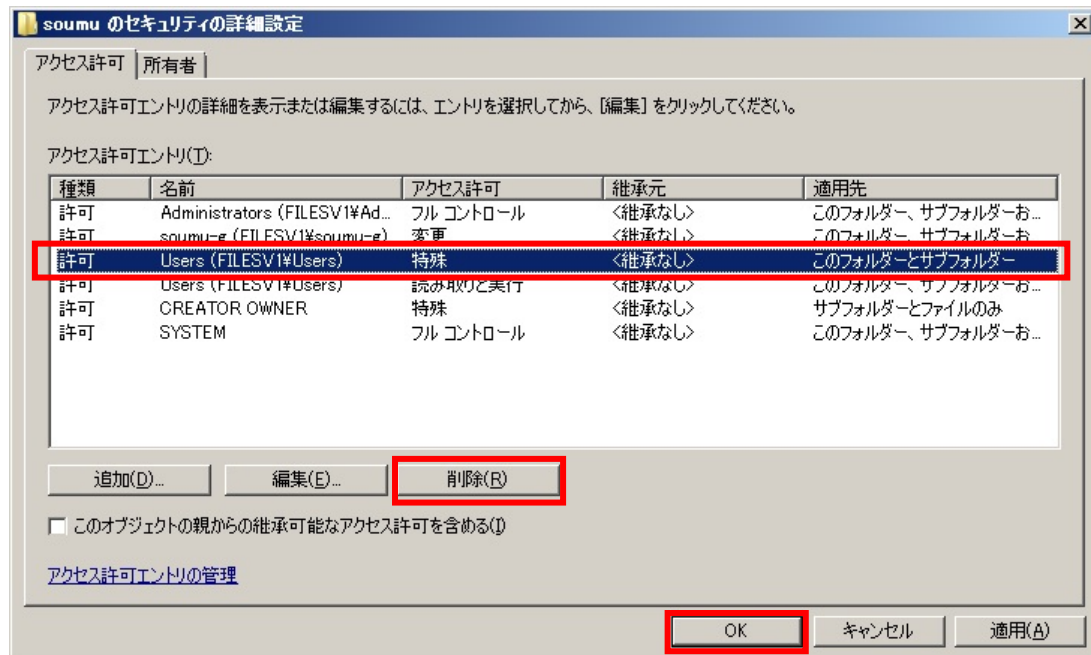 soumu のセキュリティの詳細設定
アクセス許可 所有者
アクセス許可エントリの詳細を表示または編集するには、エントリを選択してから、[編集] をクリックしてください。
アクセス許可エントリ(T):
種類 名前 アクセス許可 継承元 適用先
許可 Administrators (FILESV1¥Ad... フル コントロール <継承なし> このフォルダー、サブフォルダーお...
許可 soumu-g (FILESV1¥soumu-g) 変更 <継承なし> このフォルダー、サブフォルダーお...
許可 Users (FILESV1¥Users) 特殊 <継承なし> このフォルダーとサブフォルダー
許可 Users (FILESV1¥Users) 読み取りと実行 <継承なし> このフォルダー、サブフォルダーお...
許可 CREATOR OWNER 特殊 <継承なし> サブフォルダーとファイルのみ
許可 SYSTEM フル コントロール <継承なし> このフォルダー、サブフォルダーお...
追加(D)... 編集(E)... 削除(R)
このオブジェクトの親からの継承可能なアクセス許可を含める(I)
アクセス許可エントリの管理
OK キャンセル 適用(A)